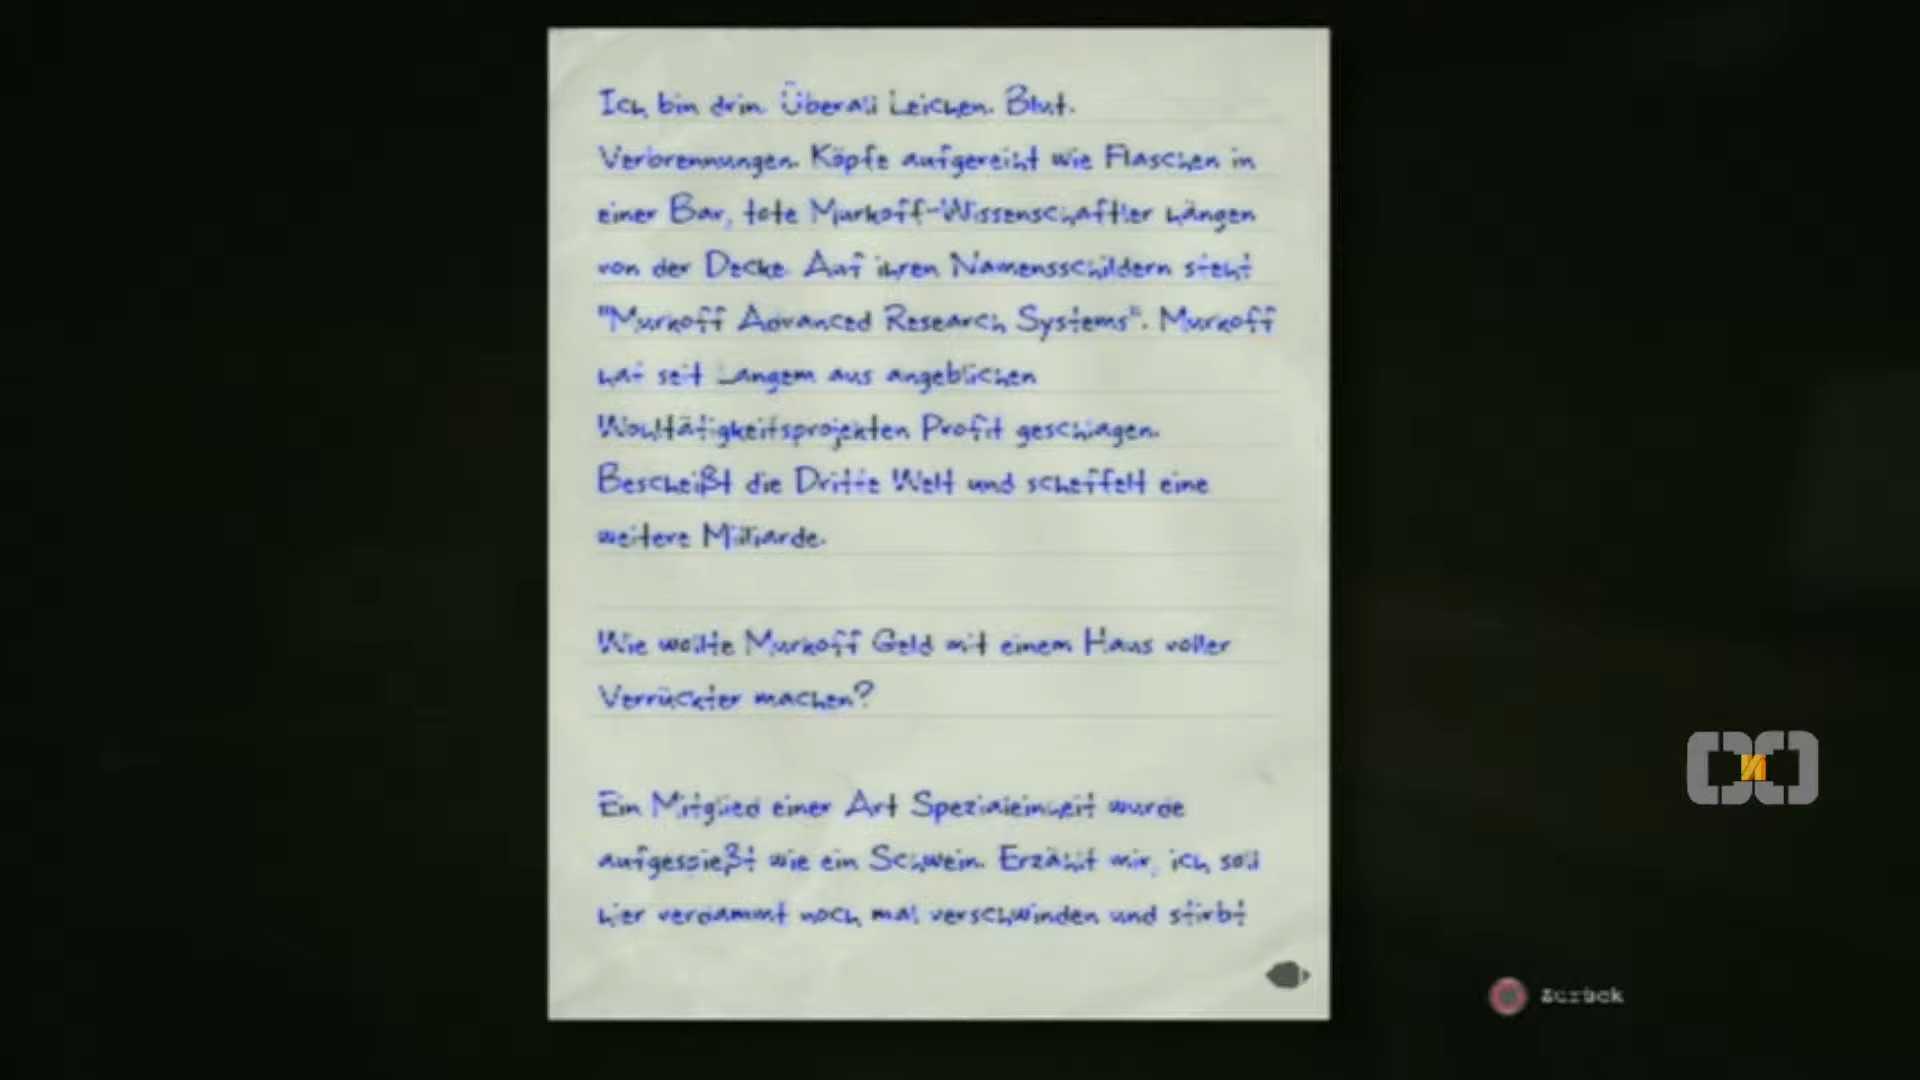 Ich bin drin. Überall Leichen. Blut.
Verbrennungen. Köpfe aufgereiht wie Flaschen in
einer Bar, tote Murkoff-Wissenschaftler hängen
von der Decke. Auf ihren Namensschildern steht
"Murkoff Advanced Research Systems". Murkoff
hat seit Langem aus angeblichen
Wohltätigkeitsprojekten Profit geschlagen.
Bescheißt die Dritte Welt und scheffelt eine
weitere Milliarde.
Wie wollte Murkoff Geld mit einem Haus voller
Verrückter machen?
Ein Mitglied einer Art Spezialeinheit wurde
aufgespießt wie ein Schwein. Erzählt mir, ich soll
hier verdammt noch mal verschwinden und stirbt
Zurück